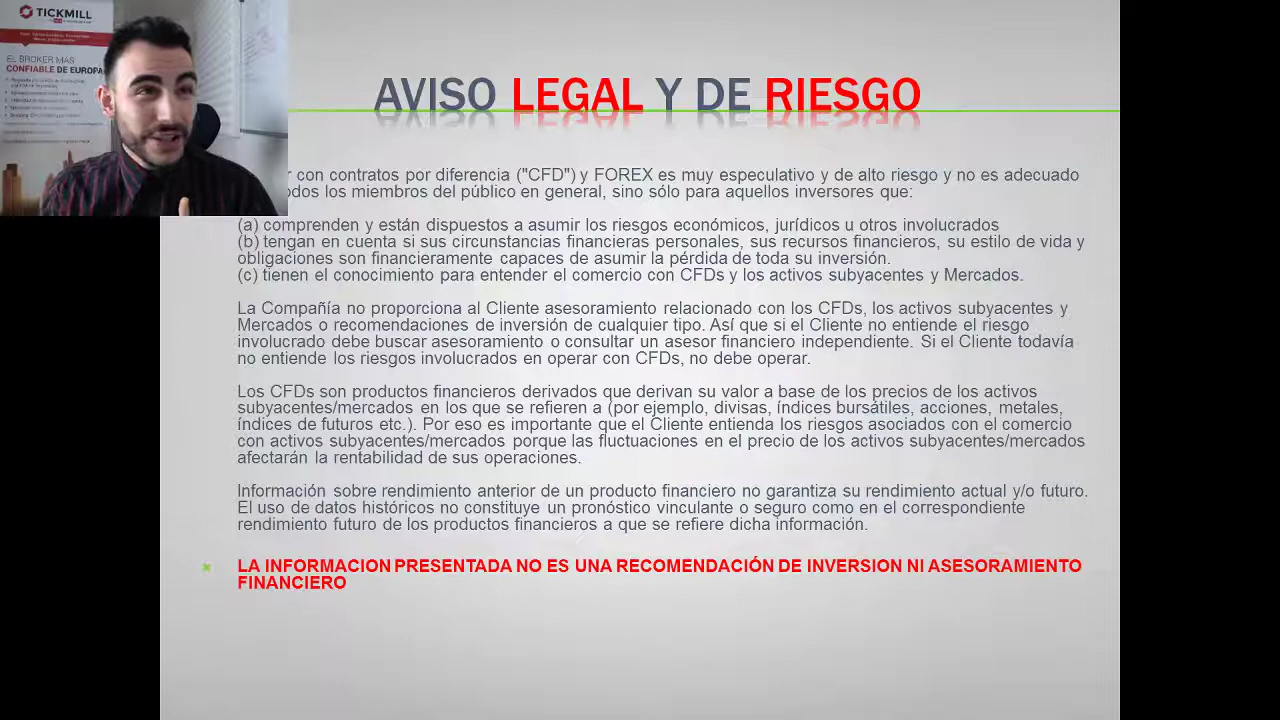 TICKMILL
EL BROKER MÁS
CONFIABLE DE EUROPA
AVISO LEGAL Y DE RIESGO
con contratos por diferencia ("CFD") y FOREX es muy especulativo y de alto riesgo y no es adecuado
los miembros del público en general, sino sólo para aquellos inversores que:
(a) comprenden y están dispuestos a asumir los riesgos económicos, jurídicos u otros involucrados
(b) tengan en cuenta si sus circunstancias financieras personales, sus recursos financieros, su estilo de vida y
obligaciones son financieramente capaces de asumir la pérdida de toda su inversión.
(c) tienen el conocimiento para entender el comercio con CFDs y los activos subyacentes y Mercados.
La Compañía no proporciona al Cliente asesoramiento relacionado con los CFDs, los activos subyacentes y
Mercados o recomendaciones de inversión de cualquier tipo. Así que si el Cliente no entiende el riesgo
involucrado debe buscar asesoramiento o consultar un asesor financiero independiente. Si el Cliente todavía
no entiende los riesgos involucrados en operar con CFDs, no debe operar.
Los CFDs son productos financieros derivados que derivan su valor a base de los precios de los activos
subyacentes/mercados en los que se refieren a (por ejemplo, divisas, índices bursátiles, acciones, metales,
índices de futuros etc.). Por eso es importante que el Cliente entienda los riesgos asociados con el comercio
con activos subyacentes/mercados porque las fluctuaciones en el precio de los activos subyacentes/mercados
afectarán la rentabilidad de sus operaciones.
Información sobre rendimiento anterior de un producto financiero no garantiza su rendimiento actual y/o futuro.
El uso de datos históricos no constituye un pronóstico vinculante o seguro como en el correspondiente
rendimiento futuro de los productos financieros a que se refiere dicha información.
LA INFORMACION PRESENTADA NO ES UNA RECOMENDACIÓN DE INVERSION NI ASESORAMIENTO
FINANCIERO